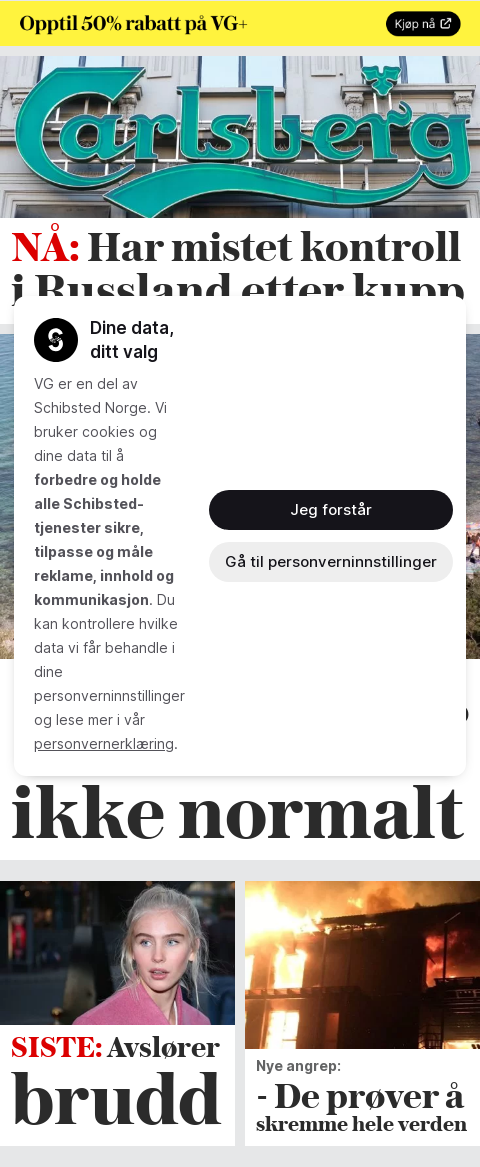 Opptil 50% rabatt på VG+
Kjøp nå
Carlsberg
NÅ: Har mistet kontroll
i Russland etter kupp
Dine data,
ditt valg
VG er en del av
Schibsted Norge. Vi
bruker cookies og
dine data til å
forbedre og holde
alle Schibsted-
tjenester sikre,
tilpasse og måle
reklame, innhold og
kommunikasjon. Du
kan kontrollere hvilke
data vi får behandle i
dine
personverninnstillinger
og lese mer i vår
personvernerklæring.
Jeg forstår
Gå til personverninnstillinger
ikke normalt
SISTE: Avslører
brudd
Nye angrep:
- De prøver å
skremme hele verden